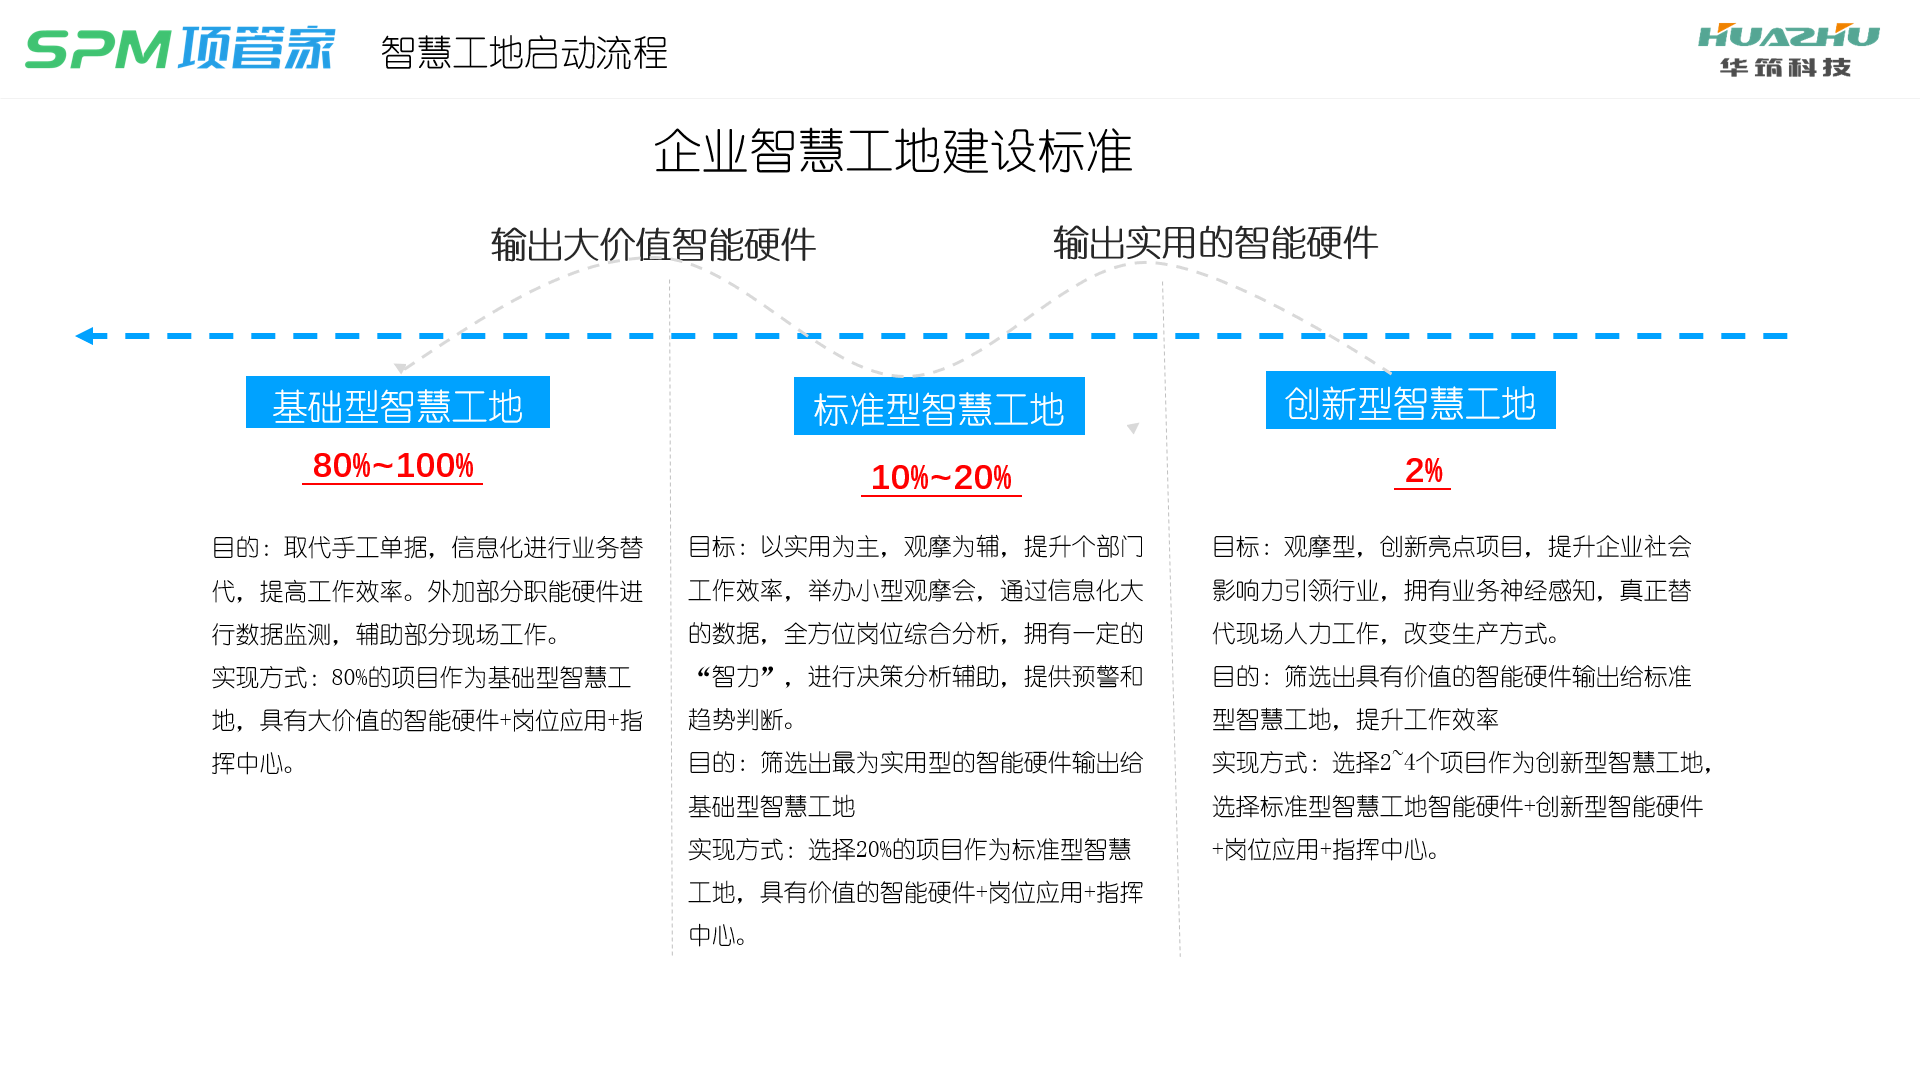 SPM项管家
智慧工地启动流程
HUAZHU
华筑科技
企业智慧工地建设标准
输出大价值智能硬件
输出实用的智能硬件
基础型智慧工地
标准型智慧工地
创新型智慧工地
80%~100%
10%~20%
2%
目的：取代手工单据，信息化进行业务替
代，提高工作效率。外加部分职能硬件进
行数据监测，辅助部分现场工作。
实现方式：80%的项目作为基础型智慧工
地，具有大价值的智能硬件+岗位应用+指
挥中心。
目标：以实用为主，观摩为辅，提升个部门
工作效率，举办小型观摩会，通过信息化大
的数据，全方位岗位综合分析，拥有一定的
“智力”，进行决策分析辅助，提供预警和
趋势判断。
目的：筛选出最为实用型的智能硬件输出给
基础型智慧工地
实现方式：选择20%的项目作为标准型智慧
工地，具有价值的智能硬件+岗位应用+指挥
中心。
目标：观摩型，创新亮点项目，提升企业社会
影响力引领行业，拥有业务神经感知，真正替
代现场人力工作，改变生产方式。
目的：筛选出具有价值的智能硬件输出给标准
型智慧工地，提升工作效率
实现方式：选择2~4个项目作为创新型智慧工地，
选择标准型智慧工地智能硬件+创新型智能硬件
+岗位应用+指挥中心。